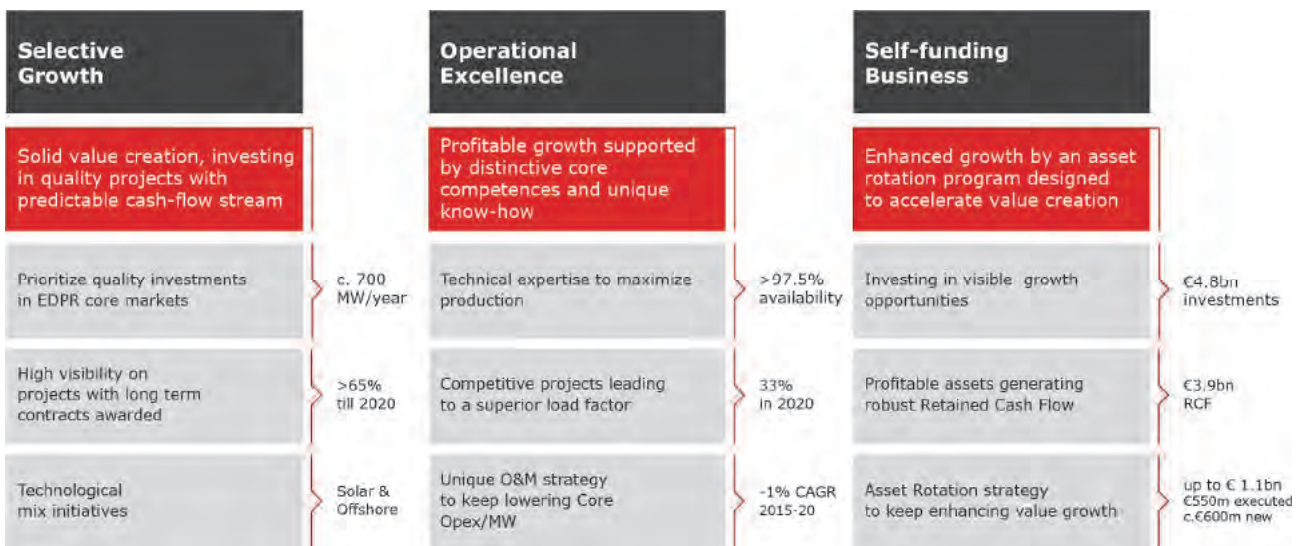 Selective
Growth
Solid value creation, investing
in quality projects with
predictable cash-flow stream
Prioritize quality investments
in EDPR core markets
c. 700
MW/year
High visibility on
projects with long term
contracts awarded
>65%
till 2020
Technological
mix initiatives
Solar &
Offshore
Operational
Excellence
Profitable growth supported
by distinctive core
competences and unique
know-how
Technical expertise to maximize
production
>97.5%
availability
Competitive projects leading
to a superior load factor
33%
in 2020
Unique O&M strategy
to keep lowering Core
Opex/MW
-1% CAGR
2015-20
Self-funding
Business
Enhanced growth by an asset
rotation program designed
to accelerate value creation
Investing in visible growth
opportunities
€4.8bn
investments
Profitable assets generating
robust Retained Cash Flow
€3.9bn
RCF
Asset Rotation strategy
to keep enhancing value growth
up to € 1.1bn
€550m executed
c.€600m new